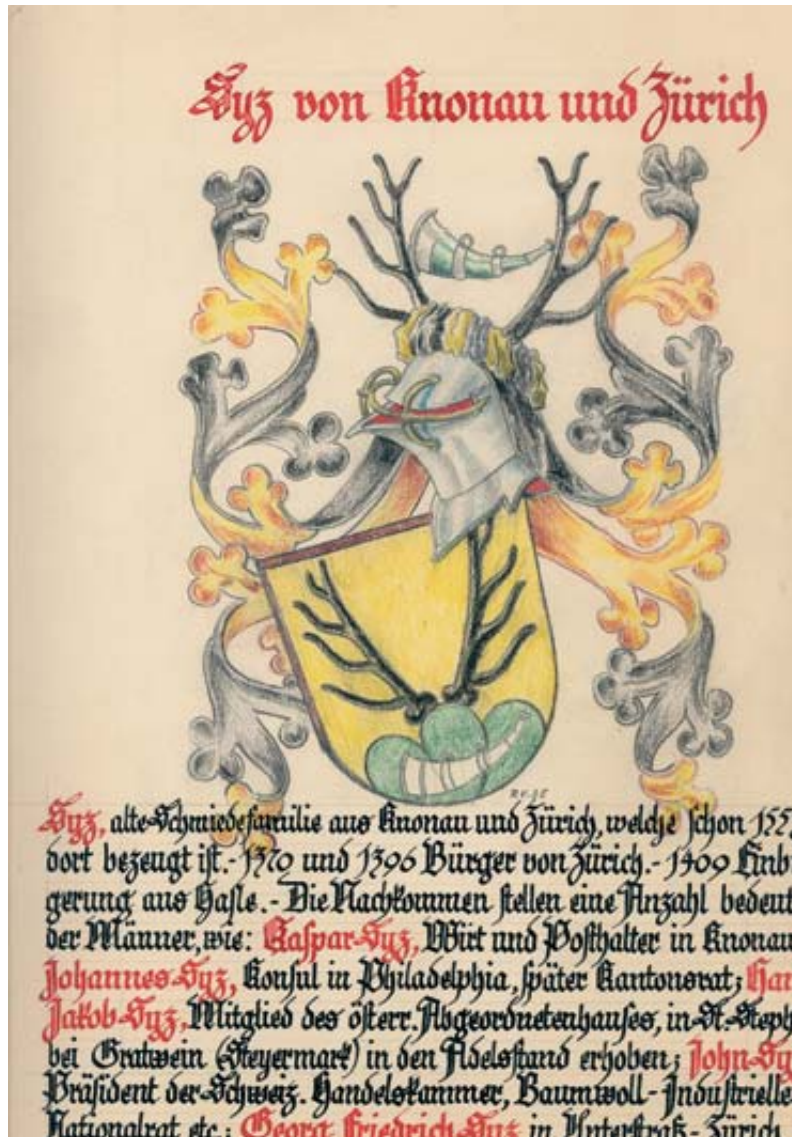 Syz von Knonau und Zürich
Syz, alte Schmiedefamilie aus Knonau und Zürich, welche schon
dort bezeugt ist.- 1370 und 1396 Bürger von Zürich.- 1409 Einb
gerung aus Hasle.- Die Nachkommen stellen eine Anzahl bedeut
der Männer, wie: Kaspar Syz, Wirt und Posthalter in Knonau
Johannes Syz, Konsul in Philadelphia, später Kantonsrat; Han
Jakob Syz, Mitglied des österr. Abgeordnetenhauses, in St. Steph
bei Gratwein (Steyermark) in den Adelsstand erhoben; John Sy
Präsident der Schweiz. Handelskammer, Baumwoll-Industrielle
Nationalrat etc.; Georg Friedrich Syz in Unterstraß-Zürich